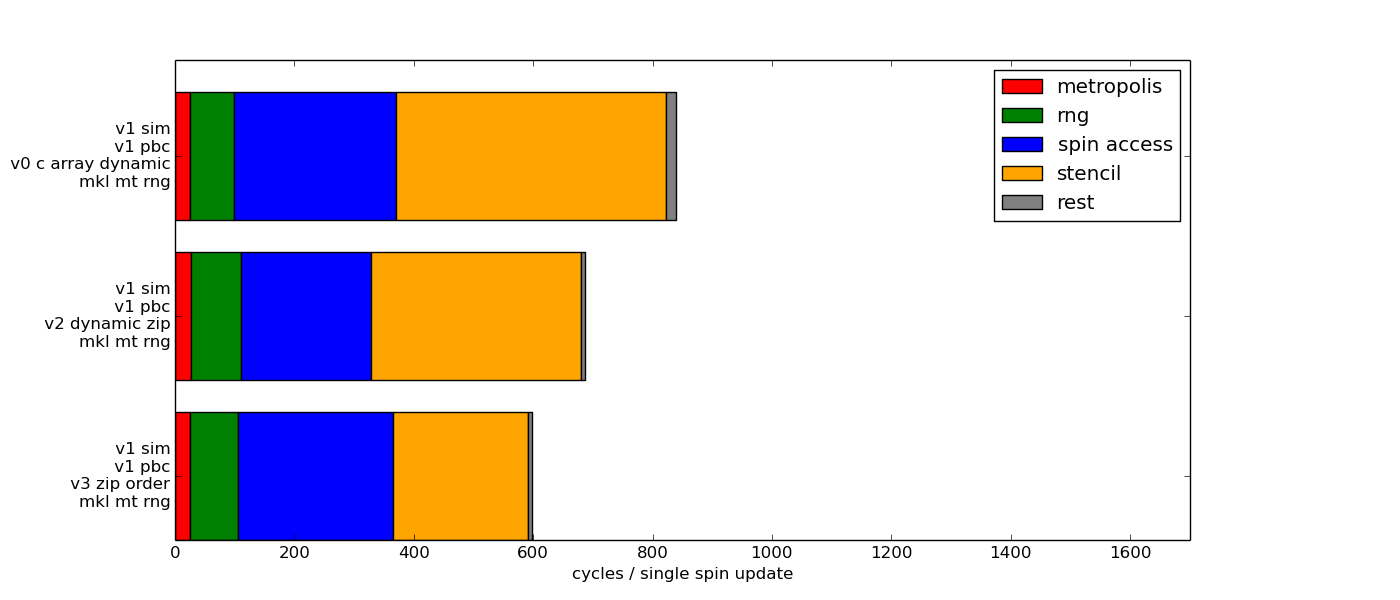 metropolis
rng
spin access
stencil
rest
v1 sim
v1 pbc
v0 c array dynamic
mkl mt rng
v1 sim
v1 pbc
v2 dynamic zip
mkl mt rng
v1 sim
v1 pbc
v3 zip order
mkl mt rng
0 200 400 600 800 1000 1200 1400 1600
cycles / single spin update